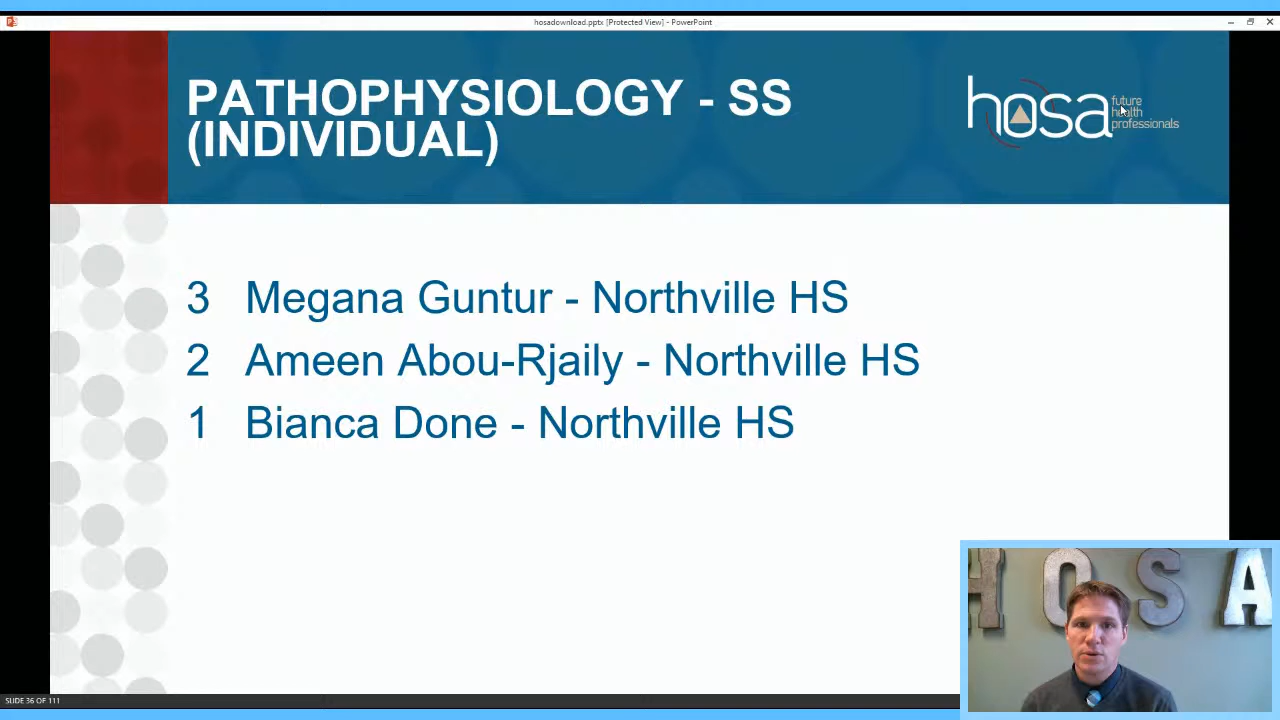 hosadownload.pptx [Protected View] - PowerPoint
PATHOPHYSIOLOGY - SS
(INDIVIDUAL)
hosa
future
health
professionals
3 Megana Guntur - Northville HS
2 Ameen Abou-Rjaily - Northville HS
1 Bianca Done - Northville HS
HOSA
SLIDE 36 OF 111